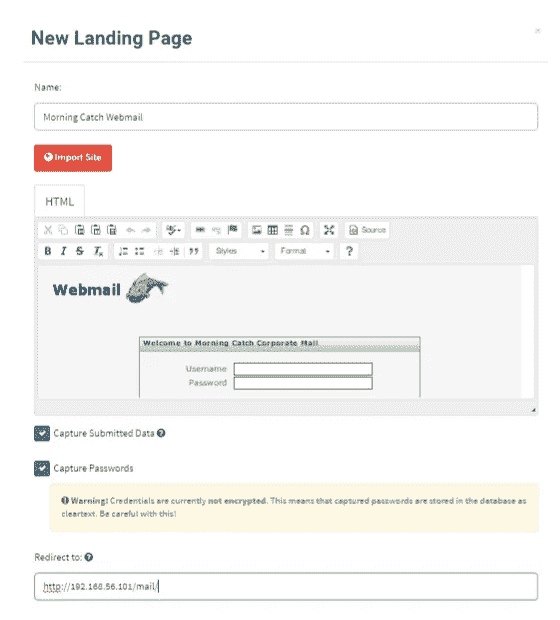 New Landing Page
×
Name:
Morning Catch Webmail
Import Site
HTML
Source
B I S Tx
Styles
Format
?
Webmail
Welcome to Morning Catch Corporate Mail
Username
Password
Capture Submitted Data
Capture Passwords
Warning! Credentials are currently not encrypted. This means that captured passwords are stored in the database as
cleartext. Be careful with this!
Redirect to:
http://192.168.56.101/mail/